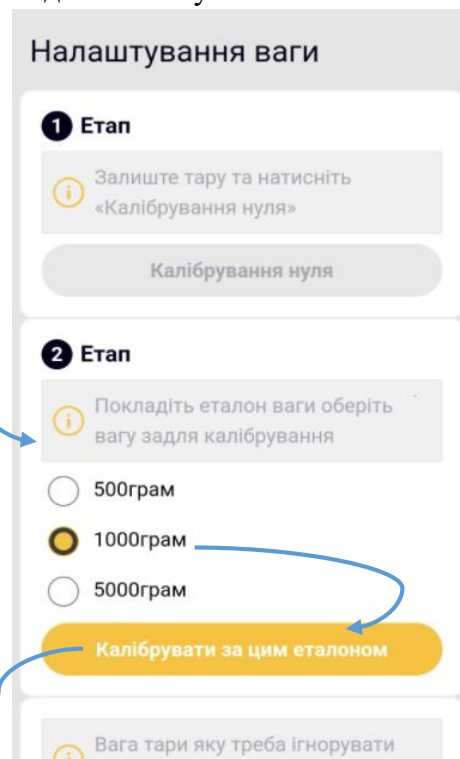 Налаштування ваги
1 Етап
Залиште тару та натисніть
«Калібрування нуля»
Калібрування нуля
2 Етап
Покладіть еталон ваги оберіть
вагу задля калібрування
500грам
1000грам
5000грам
Калібрувати за цим еталоном
Вага тари яку треба ігнорувати